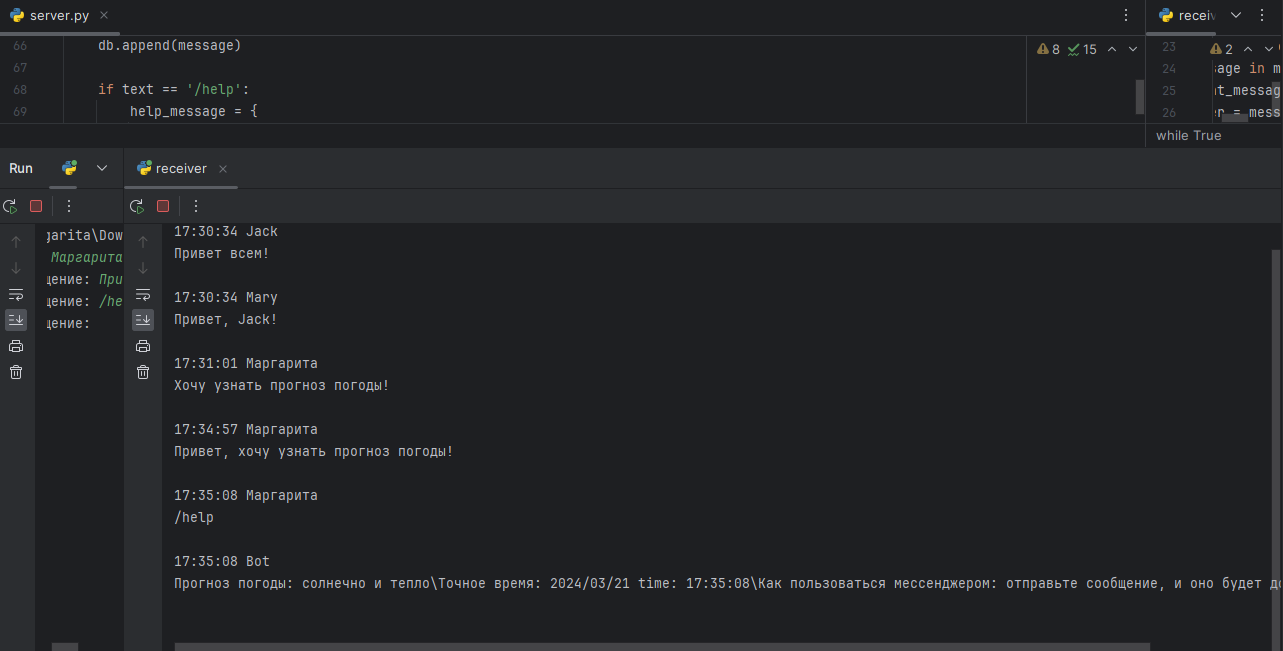 server.py
receiv
66 db.append(message)
67
68 if text == '/help':
69 help_message = {
8 15
2
23
24 sage in m
25 nt_messag
26 er = mess
while True
Run
receiver
garita\Dow
Маргарита
щение: При
щение: /he
щение:
17:30:34 Jack
Привет всем!
17:30:34 Mary
Привет, Jack!
17:31:01 Маргарита
Хочу узнать прогноз погоды!
17:34:57 Маргарита
Привет, хочу узнать прогноз погоды!
17:35:08 Маргарита
/help
17:35:08 Bot
Прогноз погоды: солнечно и тепло\Точное время: 2024/03/21 time: 17:35:08\Как пользоваться мессенджером: отправьте сообщение, и оно будет до